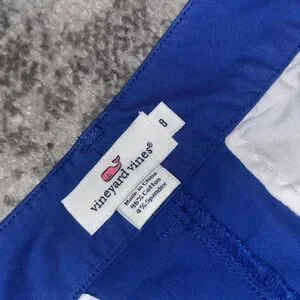 8
vineyard vines®
Made in China
96% Cotton
4% Spandex